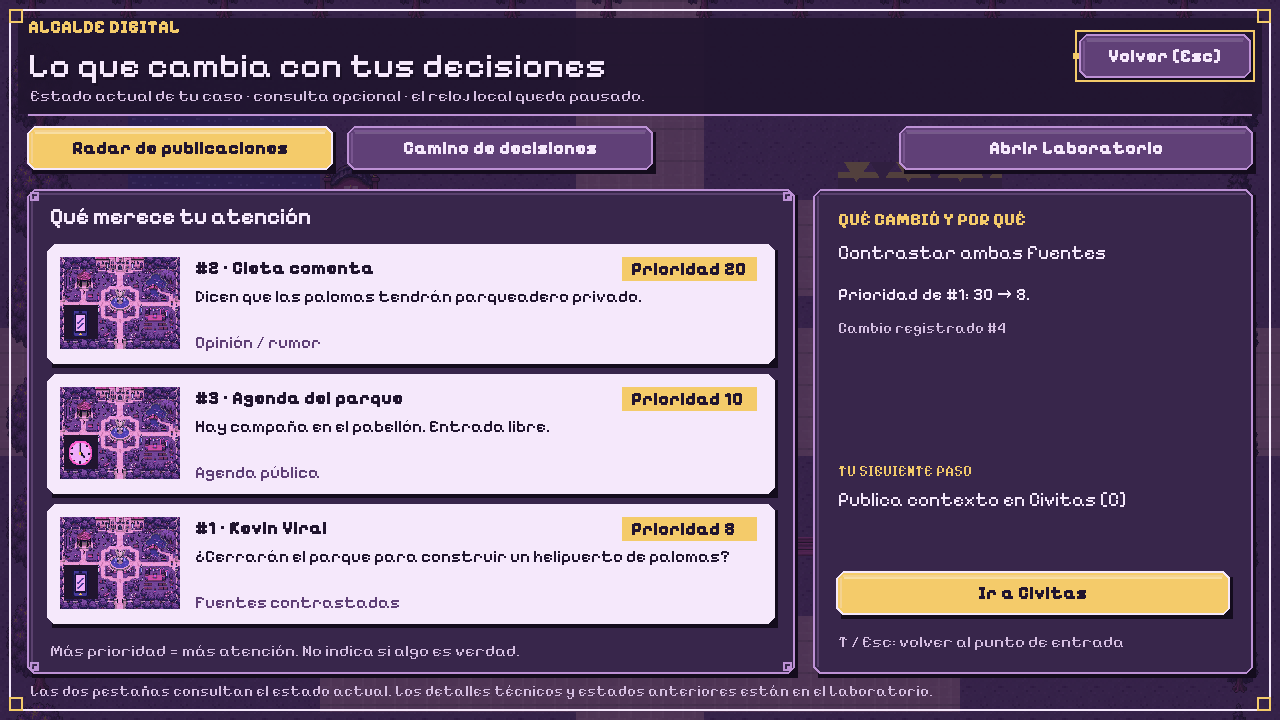 ALCALDE DIGITAL
Lo que cambia con tus decisiones
Estado actual de tu caso · consulta opcional · el reloj local queda pausado.
Volver (Esc)
Radar de publicaciones
Camino de decisiones
Abrir Laboratorio
Qué merece tu atención
#2 · Cleta comenta
Prioridad 20
Dicen que las palomas tendrán parqueadero privado.
Opinión / rumor
#3 · Agenda del parque
Prioridad 10
Hay campaña en el pabellón. Entrada libre.
Agenda pública
#1 · Kevin Viral
Prioridad 8
¿Cerrarán el parque para construir un helipuerto de palomas?
Fuentes contrastadas
Más prioridad = más atención. No indica si algo es verdad.
QUÉ CAMBIÓ Y POR QUÉ
Contrastar ambas fuentes
Prioridad de #1: 30 → 8.
Cambio registrado #4
TU SIGUIENTE PASO
Publica contexto en Civitas (C)
Ir a Civitas
↑ / Esc: volver al punto de entrada
Las dos pestañas consultan el estado actual. Los detalles técnicos y estados anteriores están en el Laboratorio.